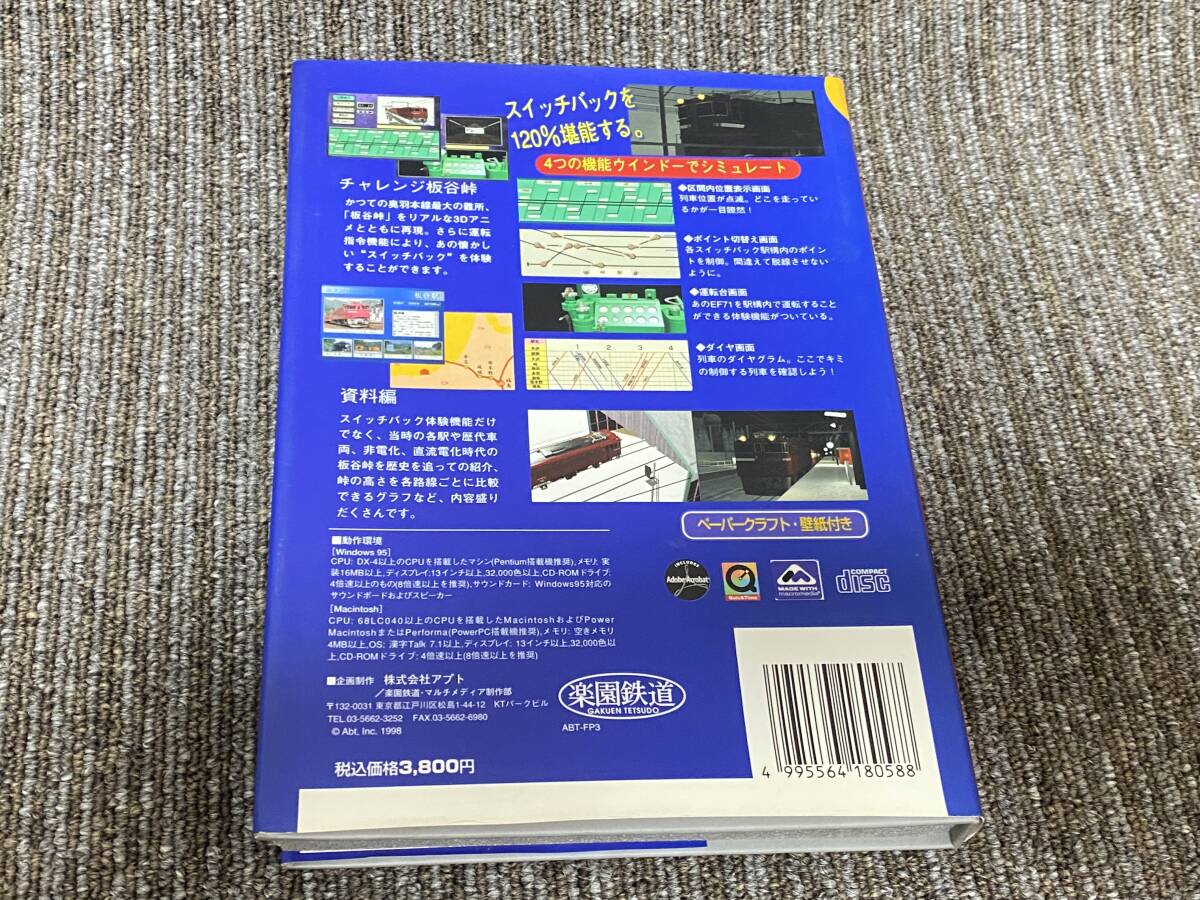 スイッチバックを
120%堪能する。
4つの機能ウインドーでシミュレート
チャレンジ板谷峠
かつての奥羽本線最大の難所、
「板谷峠」をリアルな3Dアニ
メとともに再現。さらに運転
指令機能により、あの懐かし
い"スイッチバック"を体験
することができます。
◆区間内位置表示画面
列車位置が点滅。どこを走ってい
るかが一目瞭然！
◆ポイント切替え画面
各スイッチバック駅構内のポイン
トを制御。間違えて脱線させない
ように。
◆運転台画面
あのEF71を駅構内で運転すること
ができる体験機能がついている。
◆ダイヤ画面
列車のダイヤグラム。ここでキミ
の制御する列車を確認しよう！
板谷駅
1 2 3 4
資料編
スイッチバック体験機能だけ
でなく、当時の各駅や歴代車
両、非電化、直流電化時代の
板谷峠を歴史を追っての紹介、
峠の高さを各路線ごとに比較
できるグラフなど、内容盛り
だくさんです。
ペーパークラフト・壁紙付き
■動作環境
[Windows 95]
CPU: DX-4以上のCPUを搭載したマシン(Pentium搭載機推奨),メモリ: 実
装16MB以上,ディスプレイ:13インチ以上,32,000色以上,CD-ROMドライブ:
4倍速以上のもの(8倍速以上を推奨),サウンドカード: Windows95対応の
サウンドボードおよびスピーカー
[Macintosh]
CPU: 68LC040以上のCPUを搭載したMacintoshおよびPower
MacintoshまたはPerforma(PowerPC搭載機推奨),メモリ: 空きメモリ
4MB以上,OS: 漢字Talk 7.1以上,ディスプレイ: 13インチ以上,32,000色以
上,CD-ROMドライブ: 4倍速以上(8倍速以上を推奨)
INCLUDES
Adobe Acrobat
QuickTime
MADE WITH
macromedia
COMPACT
disc
■企画制作 株式会社アブト
／楽園鉄道・マルチメディア制作部
〒132-0031 東京都江戸川区松島1-44-12 KTパークビル
TEL.03-5662-3252 FAX.03-5662-6980
© Abt, Inc. 1998
楽園鉄道
GAKUEN TETSUDO
ABT-FP3
税込価格3,800円
4 995564 180588